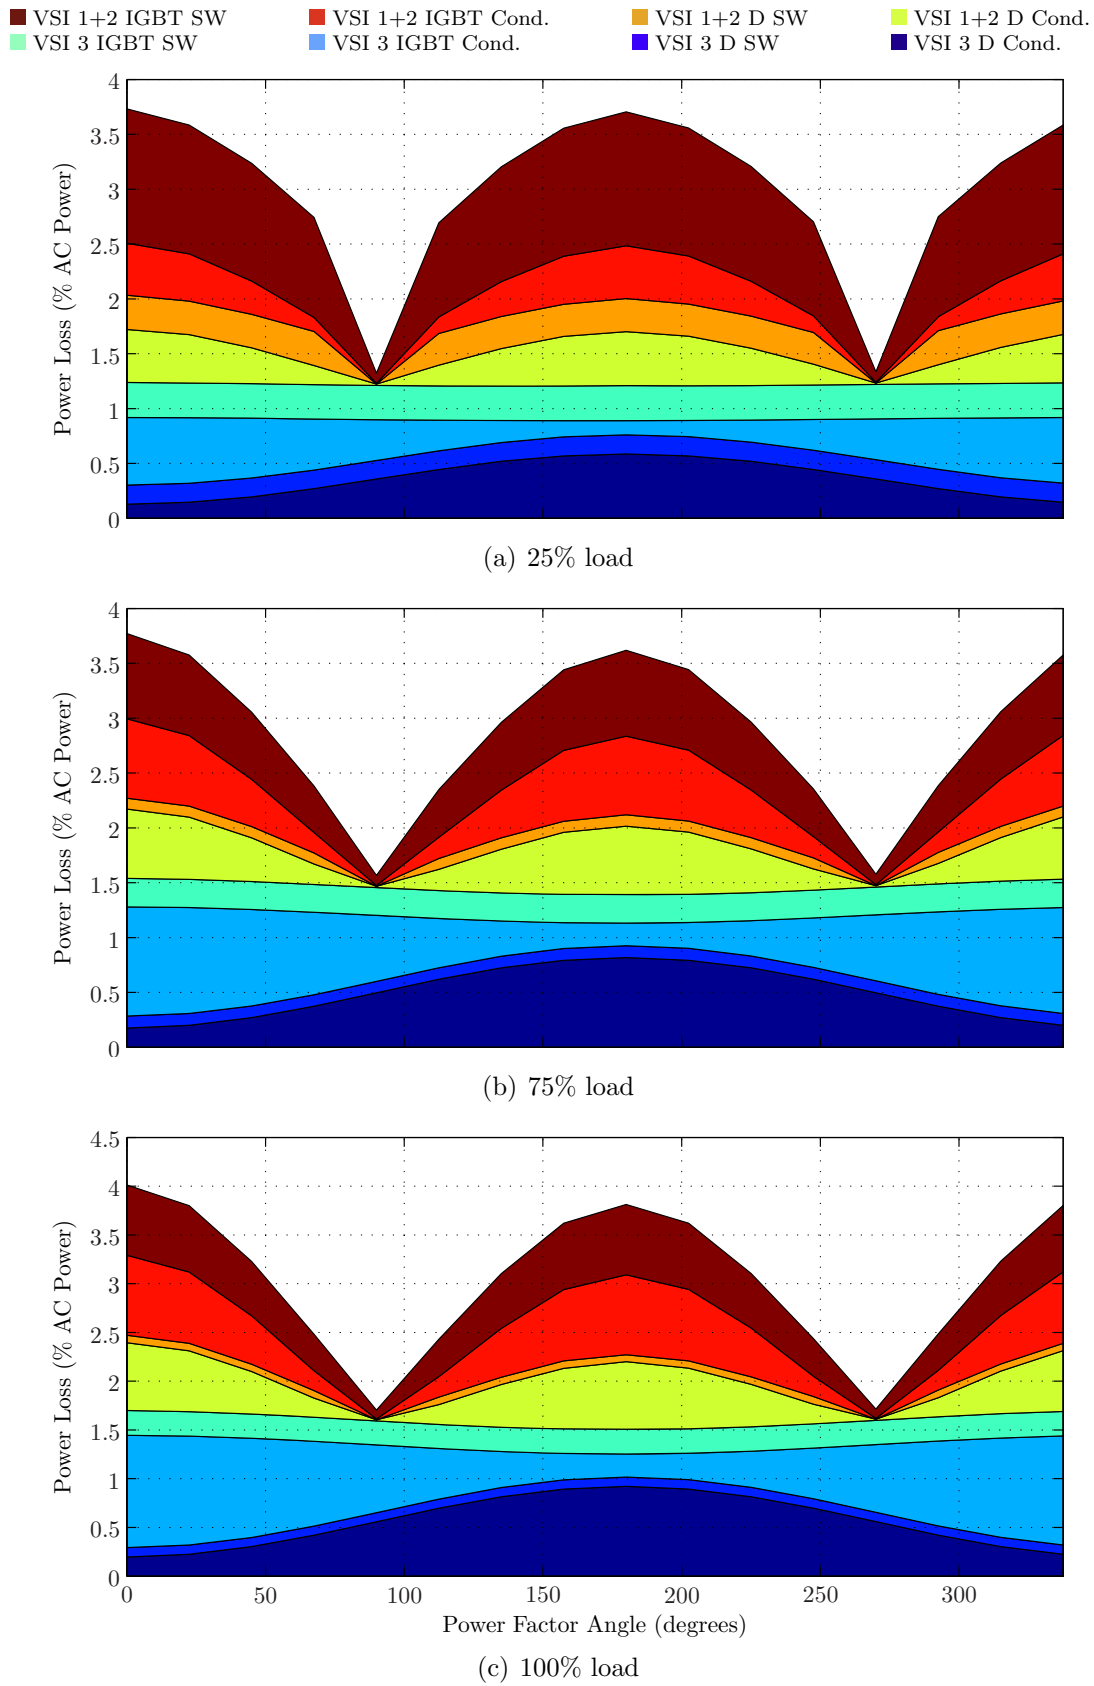 VSI 1+2 IGBT SW VSI 1+2 IGBT Cond. VSI 1+2 D SW VSI 1+2 D Cond.
VSI 3 IGBT SW VSI 3 IGBT Cond. VSI 3 D SW VSI 3 D Cond.
4
3.5
3
2.5
2
1.5
1
0.5
0
Power Loss (% AC Power)
(a) 25% load
4
3.5
3
2.5
2
1.5
1
0.5
0
Power Loss (% AC Power)
(b) 75% load
4.5
4
3.5
3
2.5
2
1.5
1
0.5
0
Power Loss (% AC Power)
0 50 100 150 200 250 300
Power Factor Angle (degrees)
(c) 100% load